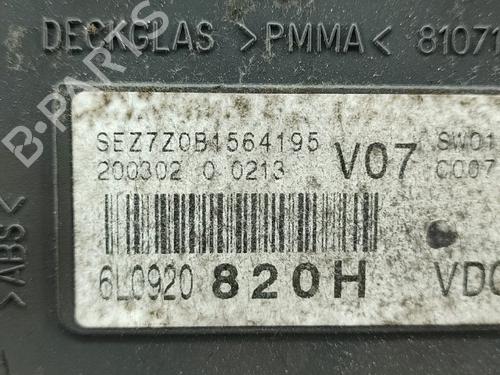 DECKGLAS >PMMA< 81071
SEZ7Z0B1564195
200302 0 0213
V07
SW01
C007
6L0920 820H
VDO
>ABS<
B-PARTS